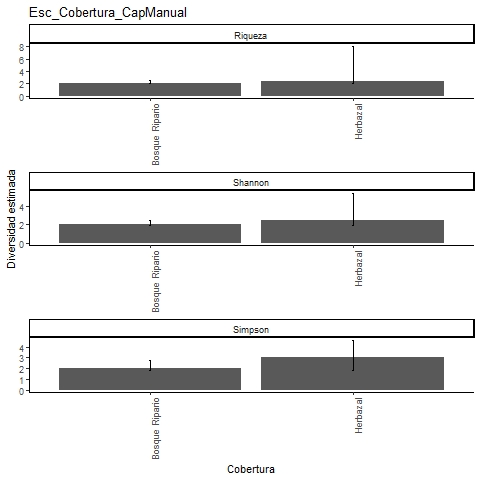 Esc_Cobertura_CapManual
Riqueza
8
6
4
2
0
Bosque Ripario
Herbazal
Shannon
4
2
0
Bosque Ripario
Herbazal
Diversidad estimada
Simpson
4
3
2
1
0
Bosque Ripario
Herbazal
Cobertura